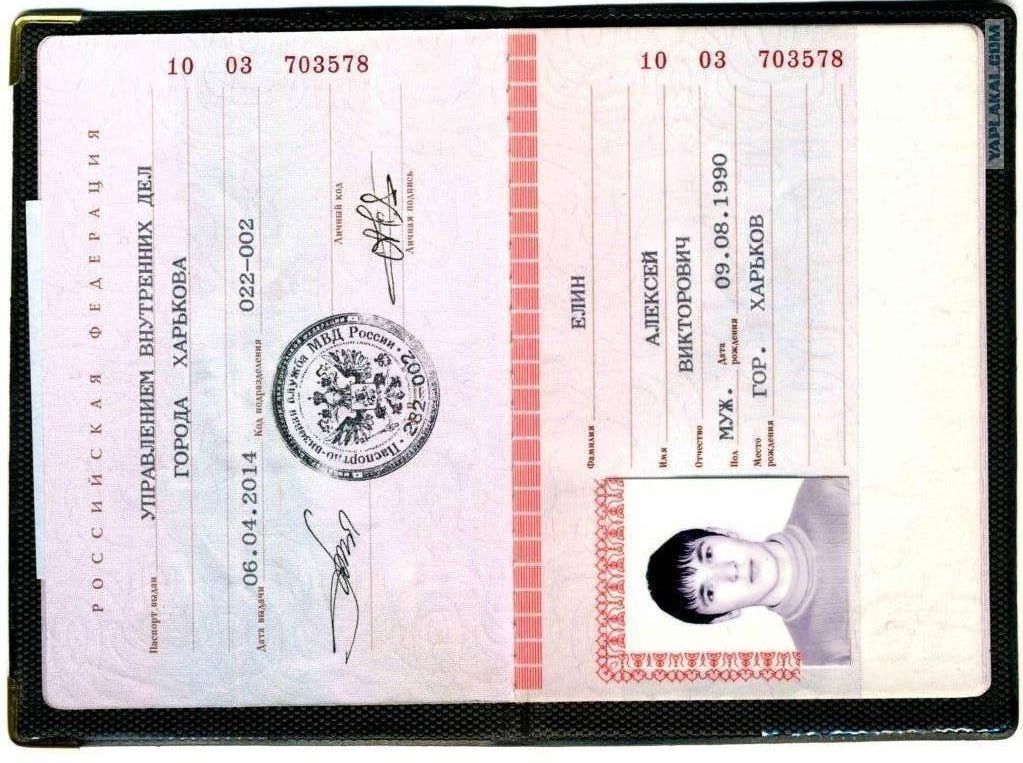 РОССИЙСКАЯ ФЕДЕРАЦИЯ
Паспорт выдан
УПРАВЛЕНИЕМ ВНУТРЕННИХ ДЕЛ
ГОРОДА ХАРЬКОВА
Дата выдачи 06.04.2014 Код подразделения 022-002
Личный код
Личная подпись
Паспортно-визовая служба МВД России • 282-002 •
10 03 703578
Фамилия
ЕЛИН
Имя
АЛЕКСЕЙ
Отчество
ВИКТОРОВИЧ
Пол МУЖ. Дата рождения 09.08.1990
Место рождения
ГОР. ХАРЬКОВ
10 03 703578
YAPLAKAL.COM